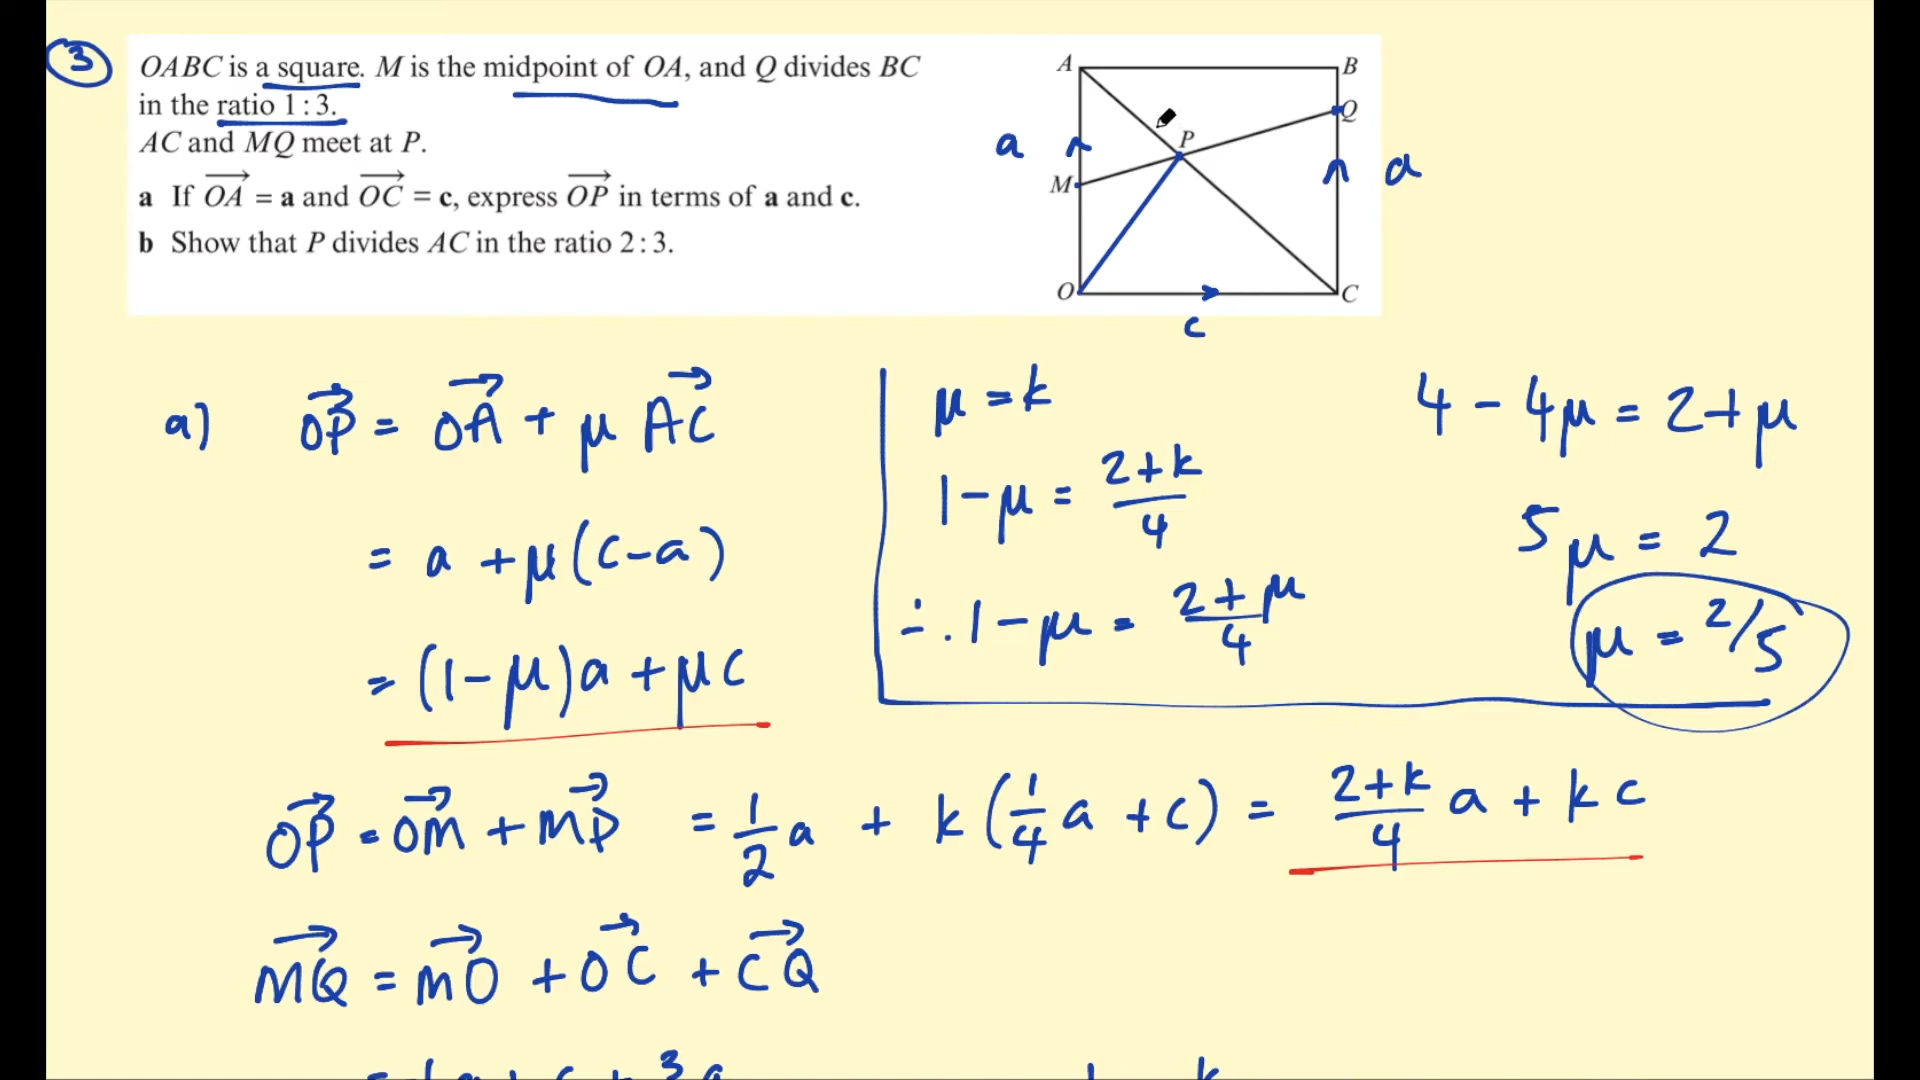 3
OABC is a square. M is the midpoint of OA, and Q divides BC
in the ratio 1 : 3.
AC and MQ meet at P.
a If OA→ = a and OC→ = c, express OP→ in terms of a and c.
b Show that P divides AC in the ratio 2 : 3.
A B
Q
P
a a
M
O C
c
a) OP→ = OA→ + μ AC→
= a + μ(c-a)
= (1-μ)a + μc
μ = k
1-μ = (2+k)/4
∴ 1-μ = (2+μ)/4
4 - 4μ = 2+μ
5μ = 2
μ = 2/5
OP→ = OM→ + MP→ = 1/2 a + k(1/4 a + c) = (2+k)/4 a + kc
MQ→ = MO→ + OC→ + CQ→